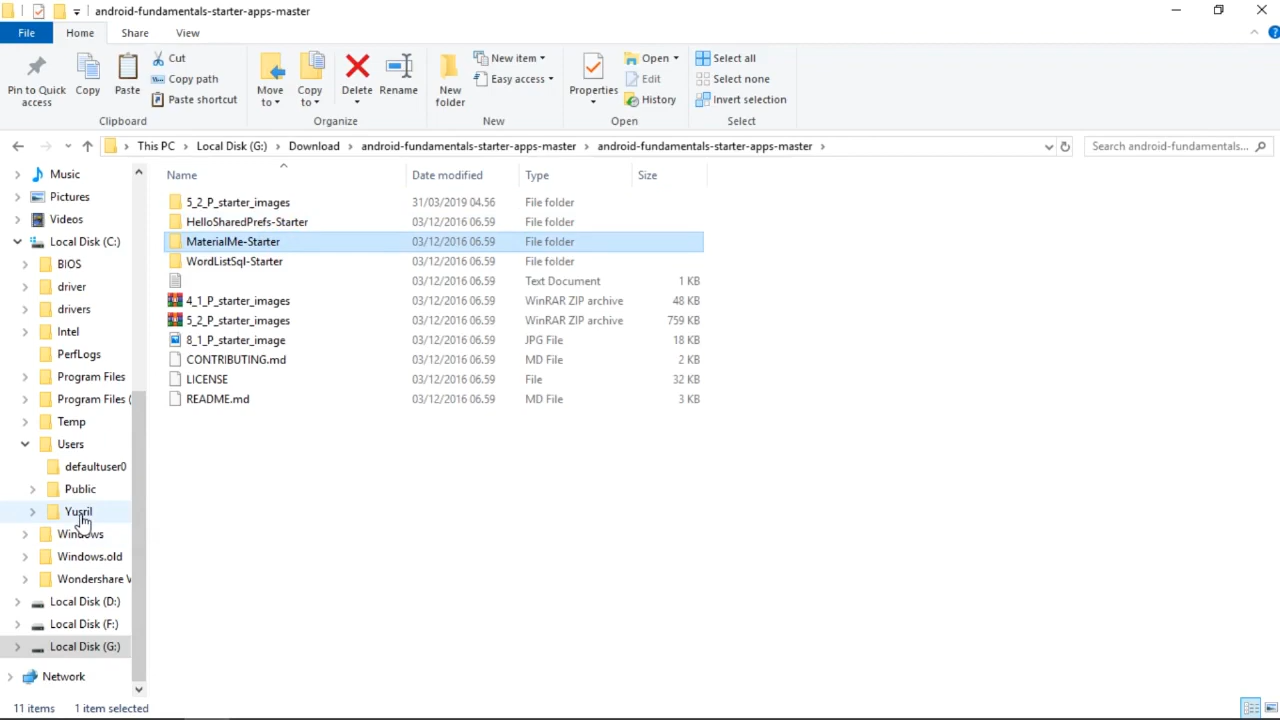 android-fundamentals-starter-apps-master
File Home Share View
Pin to Quick access
Copy
Paste
Cut
Copy path
Paste shortcut
Clipboard
Move to
Copy to
Delete
Rename
Organize
New folder
New item
Easy access
New
Properties
Open
Edit
History
Open
Select all
Select none
Invert selection
Select
This PC Local Disk (G:) Download android-fundamentals-starter-apps-master android-fundamentals-starter-apps-master
Search android-fundamentals...
Name Date modified Type Size
Music
Pictures
Videos
Local Disk (C:)
BIOS
driver
drivers
Intel
PerfLogs
Program Files
Program Files (
Temp
Users
defaultuser0
Public
Yusril
Windows
Windows.old
Wondershare V
Local Disk (D:)
Local Disk (F:)
Local Disk (G:)
Network
5_2_P_starter_images 31/03/2019 04.56 File folder
HelloSharedPrefs-Starter 03/12/2016 06.59 File folder
MaterialMe-Starter 03/12/2016 06.59 File folder
WordListSql-Starter 03/12/2016 06.59 File folder
03/12/2016 06.59 Text Document 1 KB
4_1_P_starter_images 03/12/2016 06.59 WinRAR ZIP archive 48 KB
5_2_P_starter_images 03/12/2016 06.59 WinRAR ZIP archive 759 KB
8_1_P_starter_image 03/12/2016 06.59 JPG File 18 KB
CONTRIBUTING.md 03/12/2016 06.59 MD File 2 KB
LICENSE 03/12/2016 06.59 File 32 KB
README.md 03/12/2016 06.59 MD File 3 KB
11 items 1 item selected